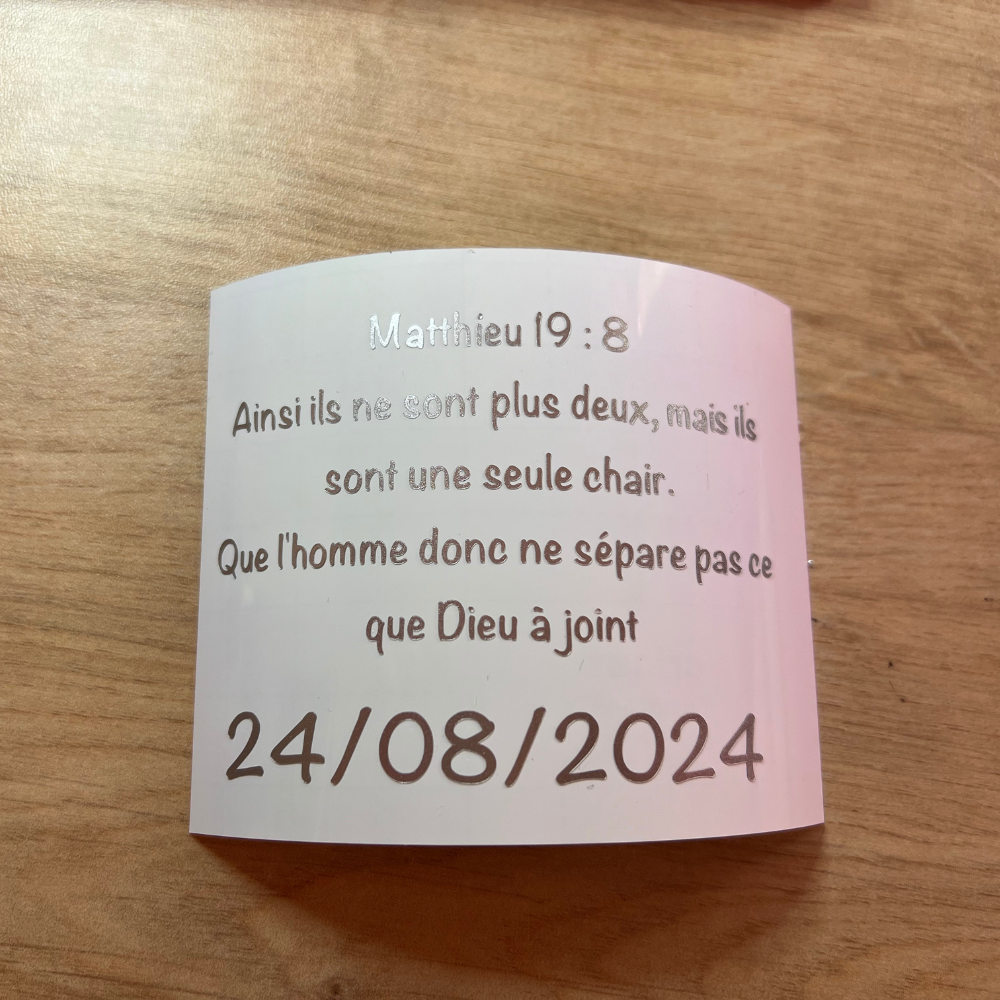 Matthieu 19 : 8
Ainsi ils ne sont plus deux, mais ils
sont une seule chair.
Que l'homme donc ne sépare pas ce
que Dieu à joint
24/08/2024